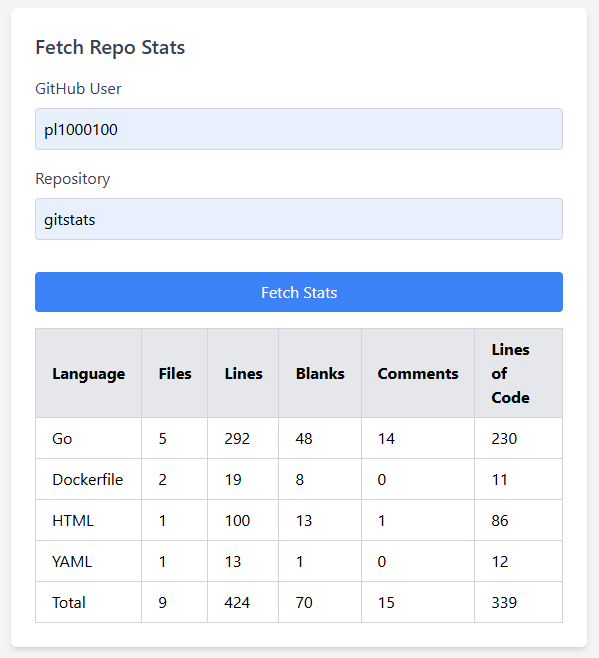 Fetch Repo Stats
GitHub User
pl1000100
Repository
gitstats
Fetch Stats
Language Files Lines Blanks Comments Lines of Code
Go 5 292 48 14 230
Dockerfile 2 19 8 0 11
HTML 1 100 13 1 86
YAML 1 13 1 0 12
Total 9 424 70 15 339